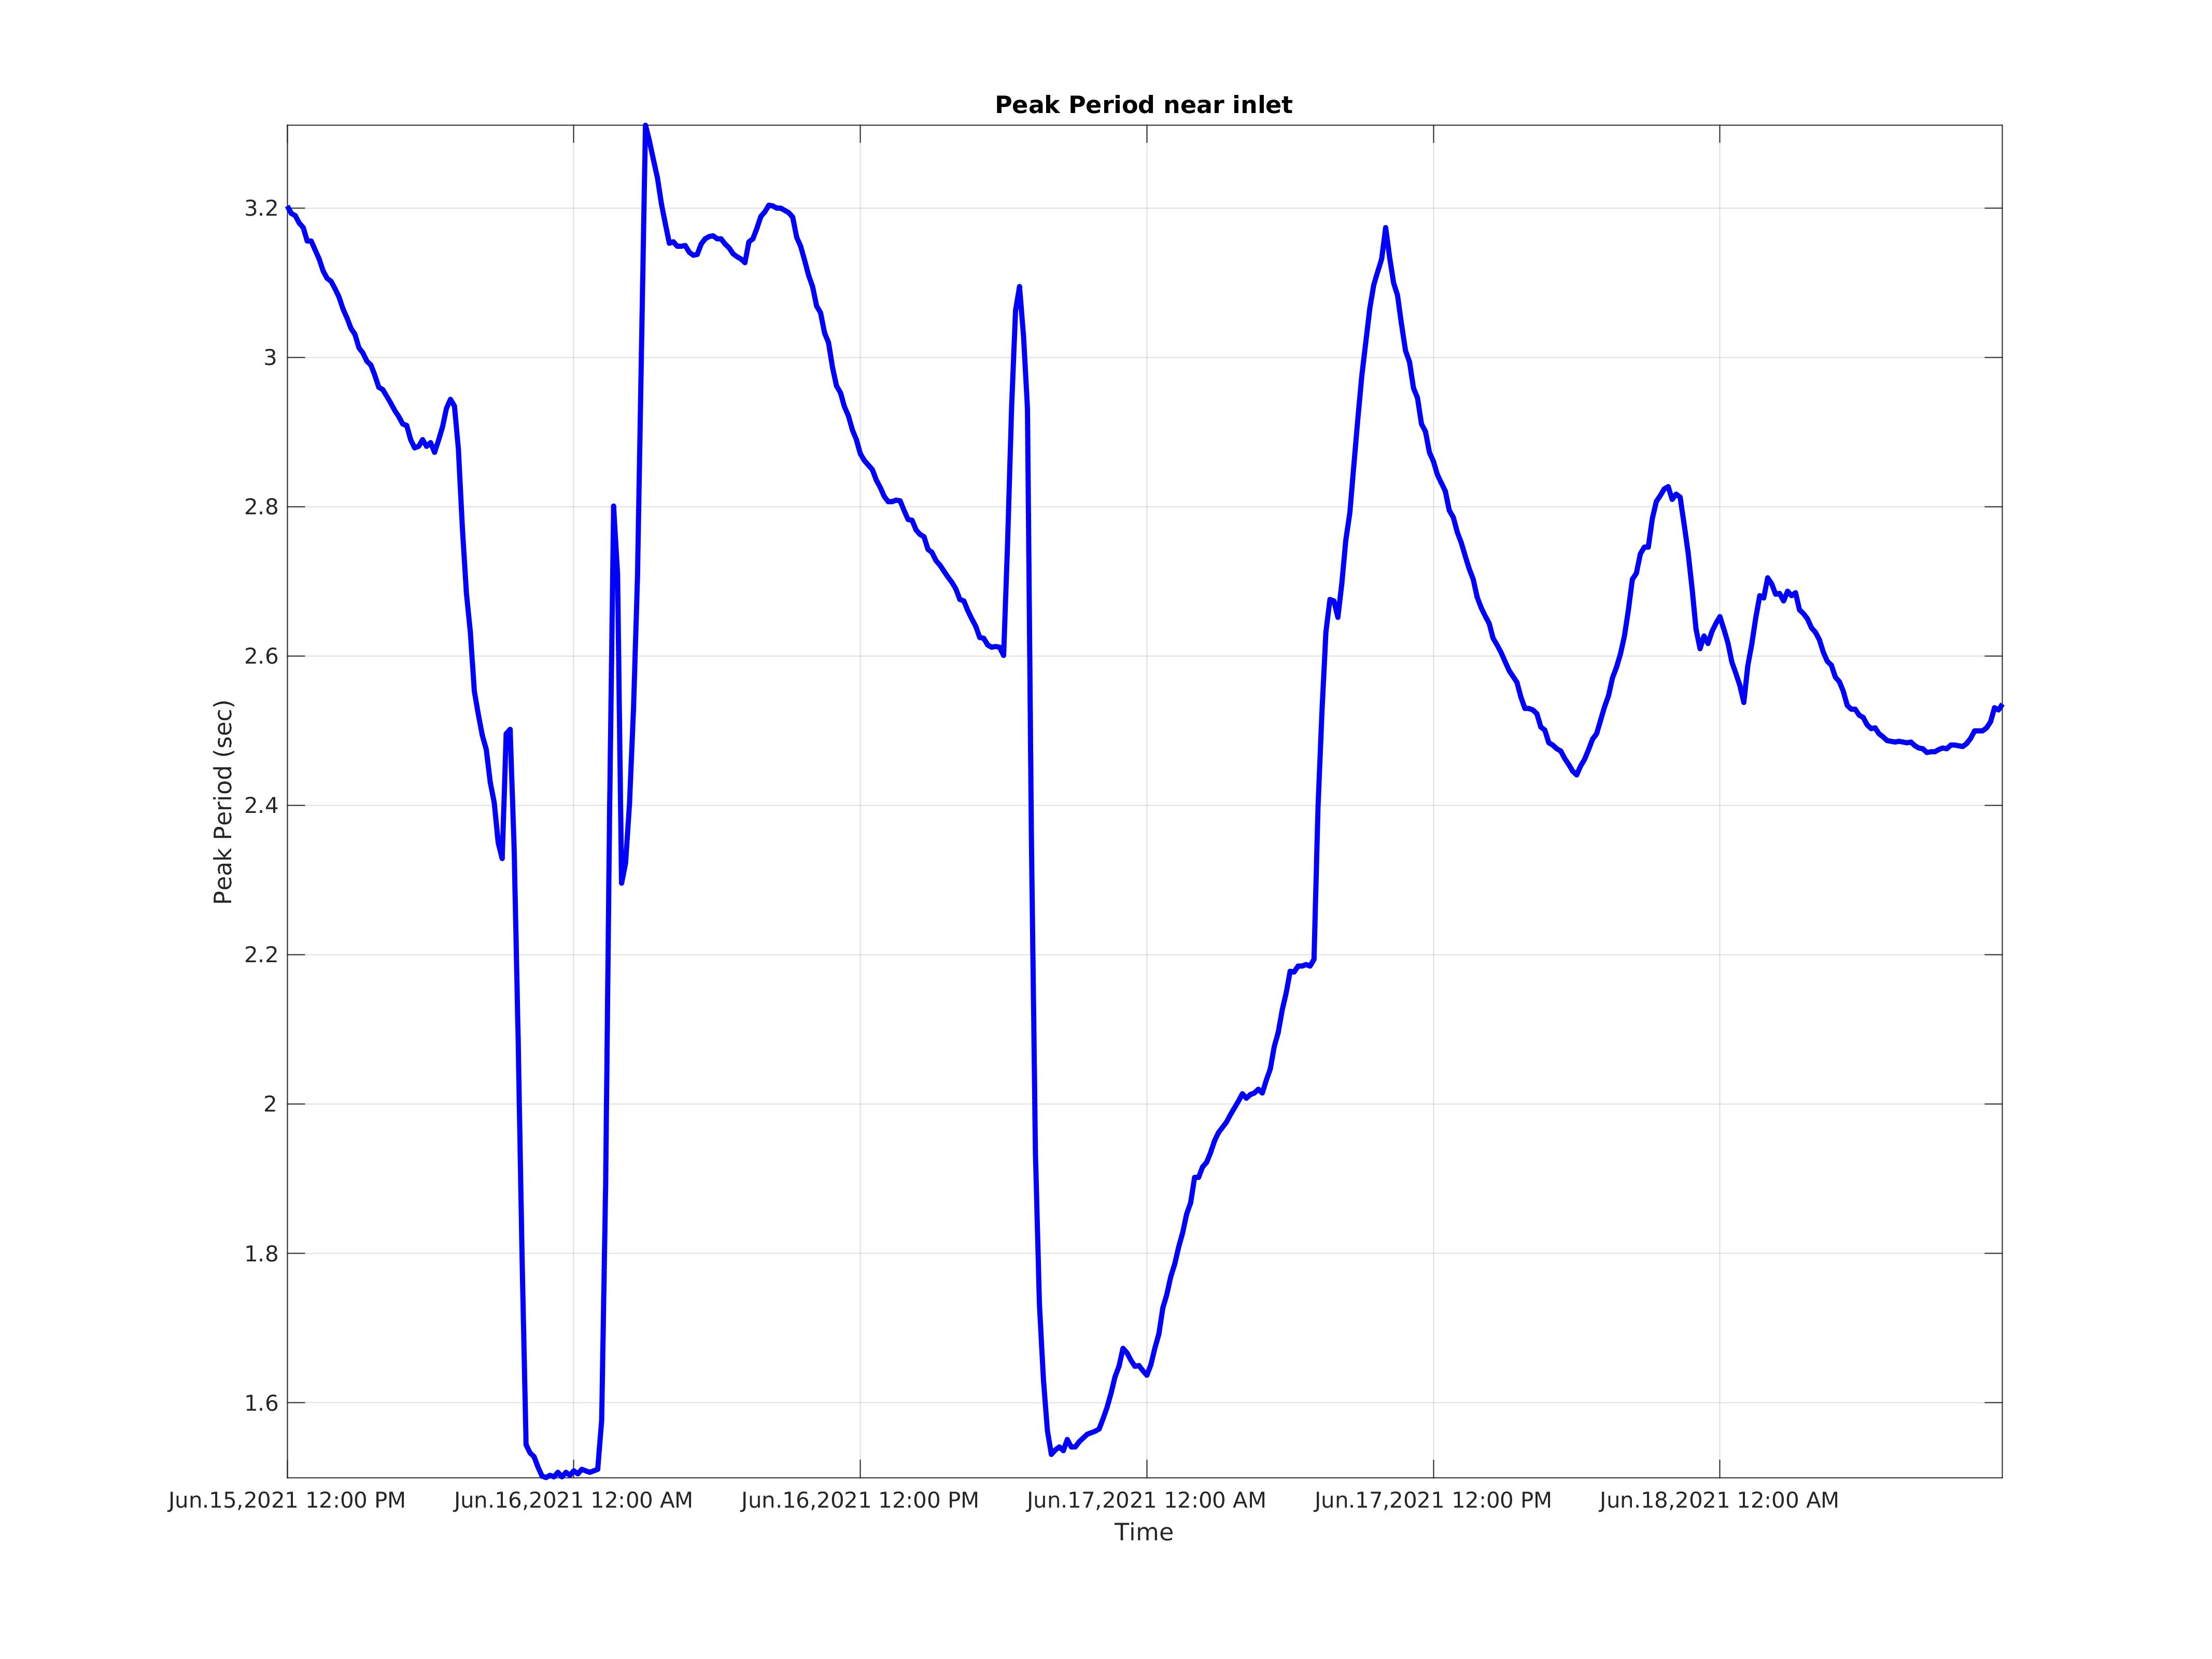 Peak Period near inlet
3.2
3
2.8
2.6
2.4
2.2
2
1.8
1.6
Peak Period (sec)
Jun.15,2021 12:00 PM
Jun.16,2021 12:00 AM
Jun.16,2021 12:00 PM
Jun.17,2021 12:00 AM
Jun.17,2021 12:00 PM
Jun.18,2021 12:00 AM
Time